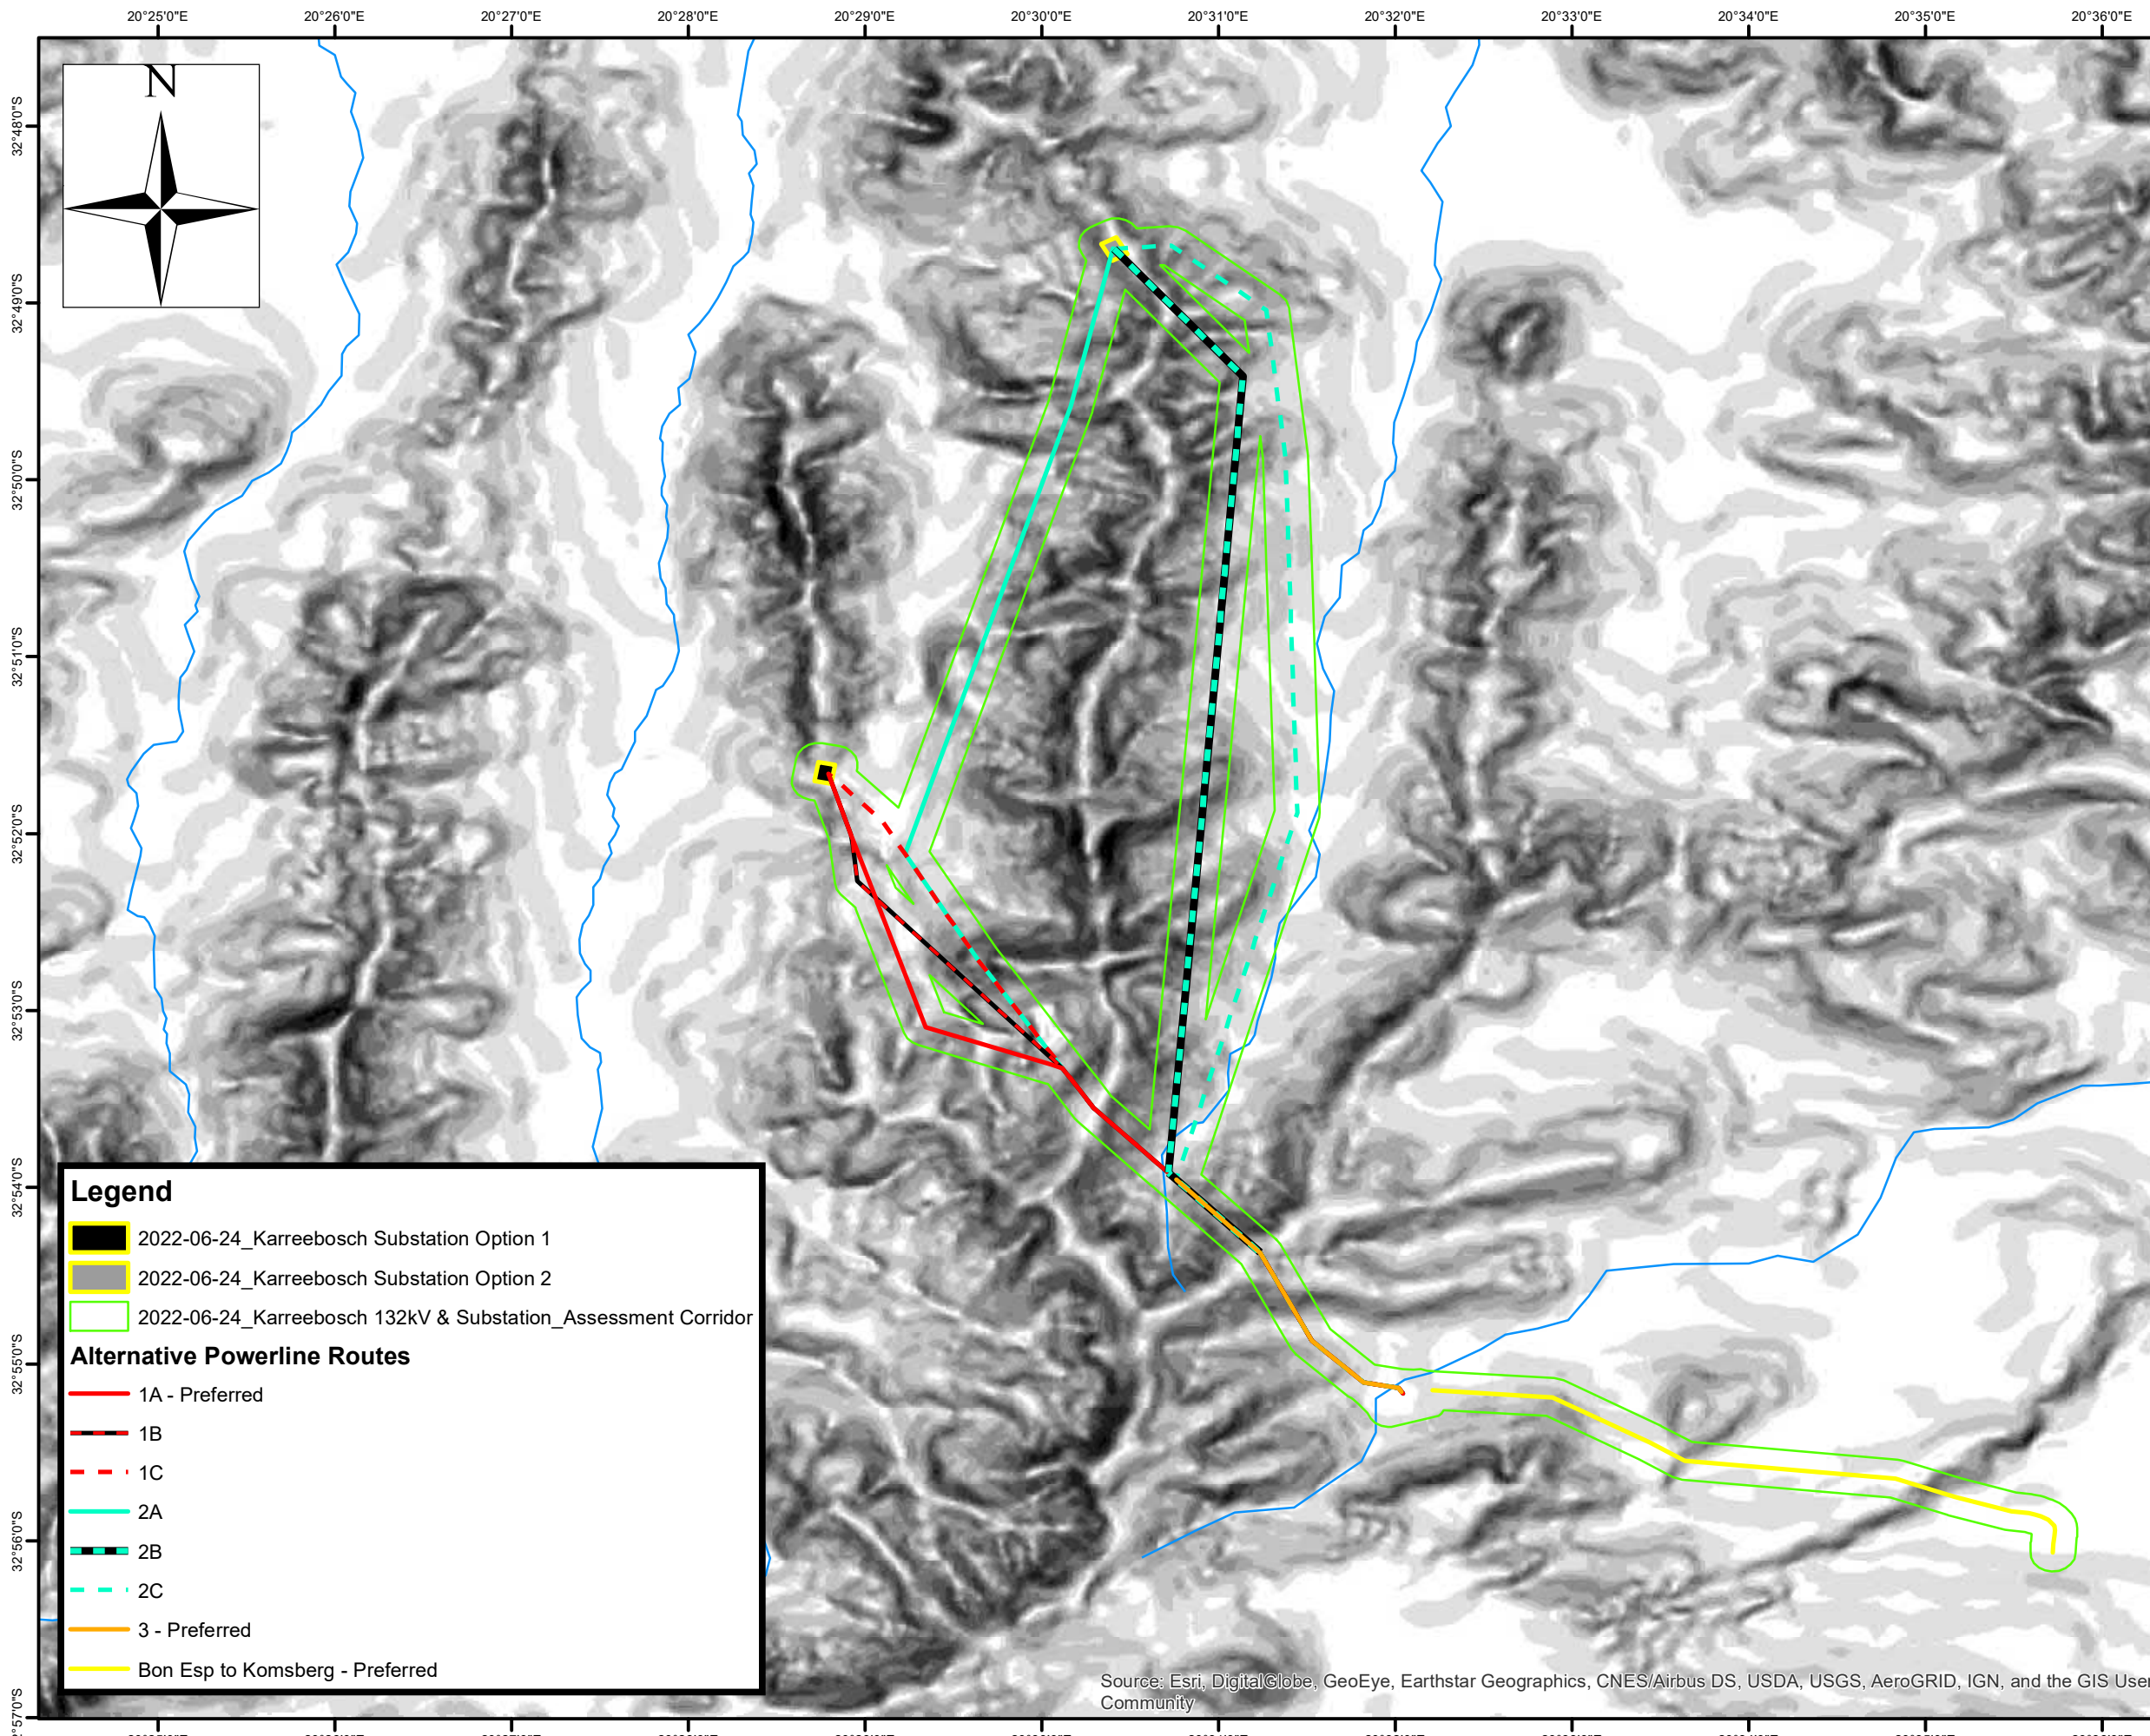 20°25'0"E 20°26'0"E 20°27'0"E 20°28'0"E 20°29'0"E 20°30'0"E 20°31'0"E 20°32'0"E 20°33'0"E 20°34'0"E 20°35'0"E 20°36'0"E
N
32°48'0"S
32°49'0"S
32°50'0"S
32°51'0"S
32°52'0"S
32°53'0"S
32°54'0"S
32°55'0"S
32°56'0"S
°57'0"S
Legend
2022-06-24_Karreebosch Substation Option 1
2022-06-24_Karreebosch Substation Option 2
2022-06-24_Karreebosch 132kV & Substation_Assessment Corridor
Alternative Powerline Routes
1A - Preferred
1B
1C
2A
2B
2C
3 - Preferred
Bon Esp to Komsberg - Preferred
Source: Esri, DigitalGlobe, GeoEye, Earthstar Geographics, CNES/Airbus DS, USDA, USGS, AeroGRID, IGN, and the GIS User
Community